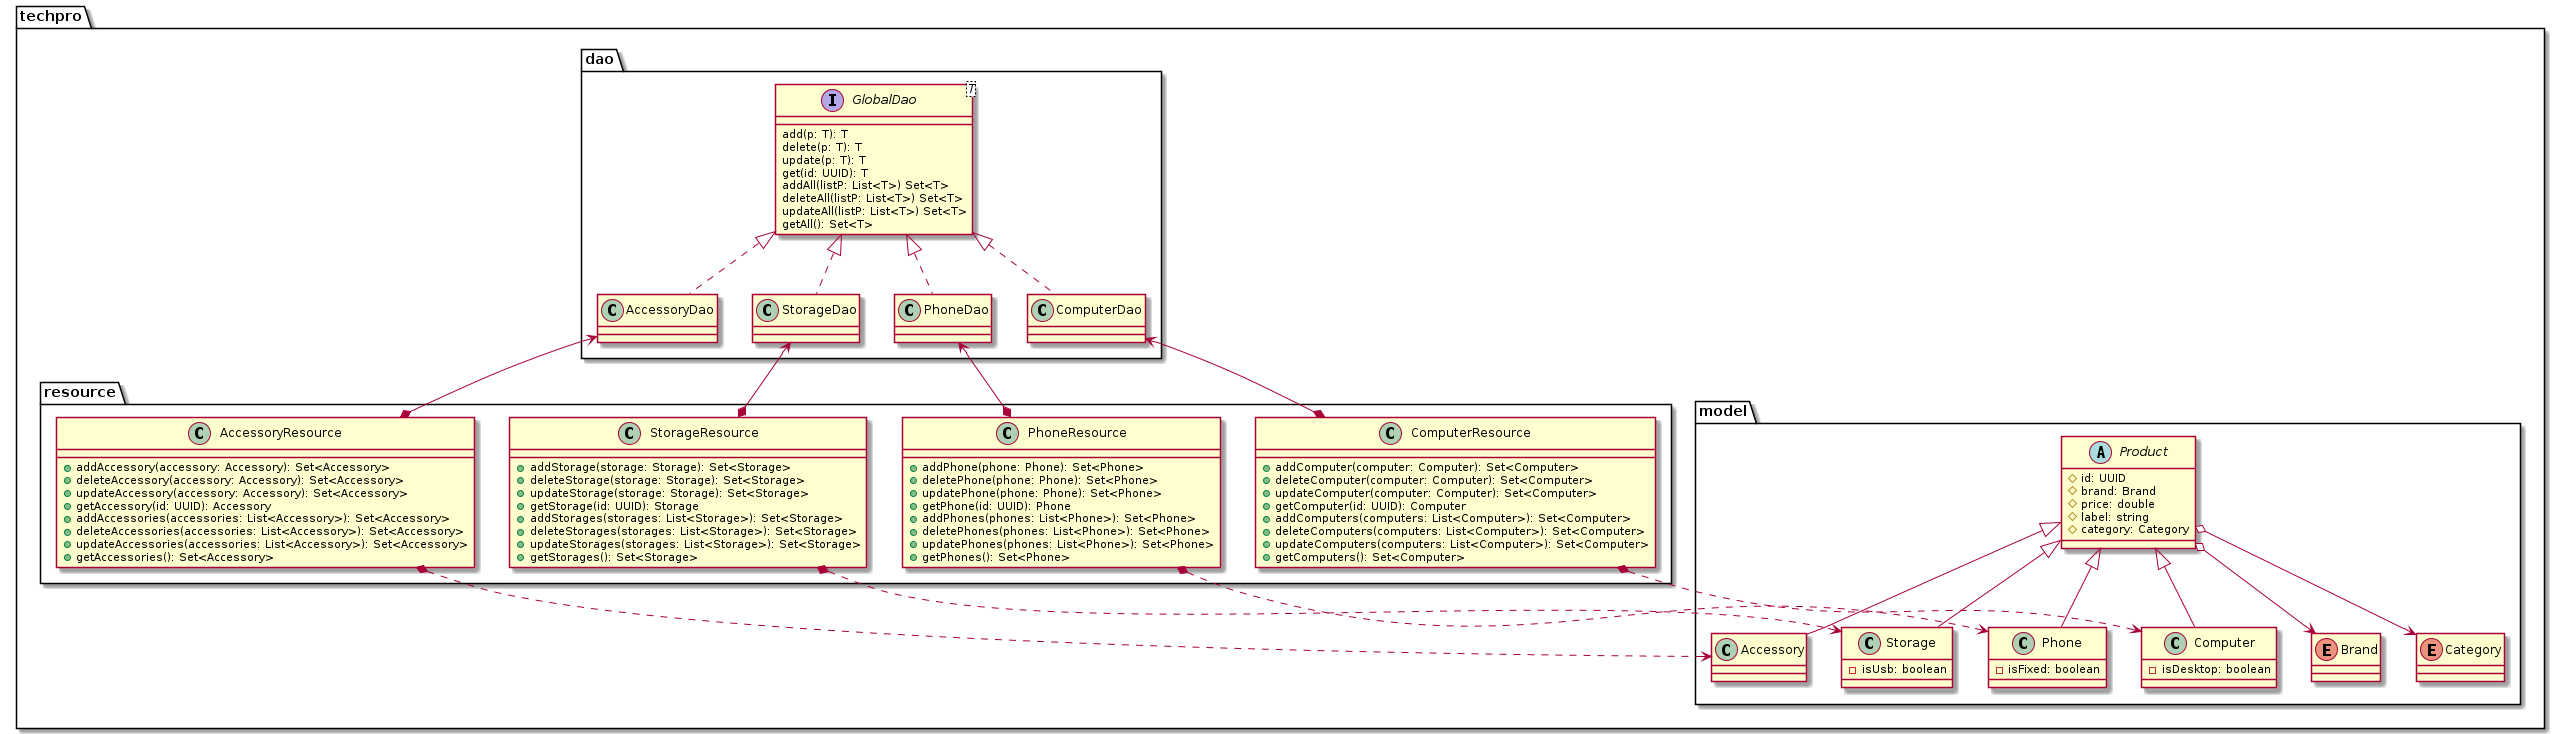 techpro
dao
I GlobalDao T
add(p: T): T
delete(p: T): T
update(p: T): T
get(id: UUID): T
addAll(listP: List<T>) Set<T>
deleteAll(listP: List<T>) Set<T>
updateAll(listP: List<T>) Set<T>
getAll(): Set<T>
C AccessoryDao
C StorageDao
C PhoneDao
C ComputerDao
resource
C AccessoryResource
addAccessory(accessory: Accessory): Set<Accessory>
deleteAccessory(accessory: Accessory): Set<Accessory>
updateAccessory(accessory: Accessory): Set<Accessory>
getAccessory(id: UUID): Accessory
addAccessories(accessories: List<Accessory>): Set<Accessory>
deleteAccessories(accessories: List<Accessory>): Set<Accessory>
updateAccessories(accessories: List<Accessory>): Set<Accessory>
getAccessories(): Set<Accessory>
C StorageResource
addStorage(storage: Storage): Set<Storage>
deleteStorage(storage: Storage): Set<Storage>
updateStorage(storage: Storage): Set<Storage>
getStorage(id: UUID): Storage
addStorages(storages: List<Storage>): Set<Storage>
deleteStorages(storages: List<Storage>): Set<Storage>
updateStorages(storages: List<Storage>): Set<Storage>
getStorages(): Set<Storage>
C PhoneResource
addPhone(phone: Phone): Set<Phone>
deletePhone(phone: Phone): Set<Phone>
updatePhone(phone: Phone): Set<Phone>
getPhone(id: UUID): Phone
addPhones(phones: List<Phone>): Set<Phone>
deletePhones(phones: List<Phone>): Set<Phone>
updatePhones(phones: List<Phone>): Set<Phone>
getPhones(): Set<Phone>
C ComputerResource
addComputer(computer: Computer): Set<Computer>
deleteComputer(computer: Computer): Set<Computer>
updateComputer(computer: Computer): Set<Computer>
getComputer(id: UUID): Computer
addComputers(computers: List<Computer>): Set<Computer>
deleteComputers(computers: List<Computer>): Set<Computer>
updateComputers(computers: List<Computer>): Set<Computer>
getComputers(): Set<Computer>
model
A Product
id: UUID
brand: Brand
price: double
label: string
category: Category
C Accessory
C Storage
isUsb: boolean
C Phone
isFixed: boolean
C Computer
isDesktop: boolean
E Brand
E Category